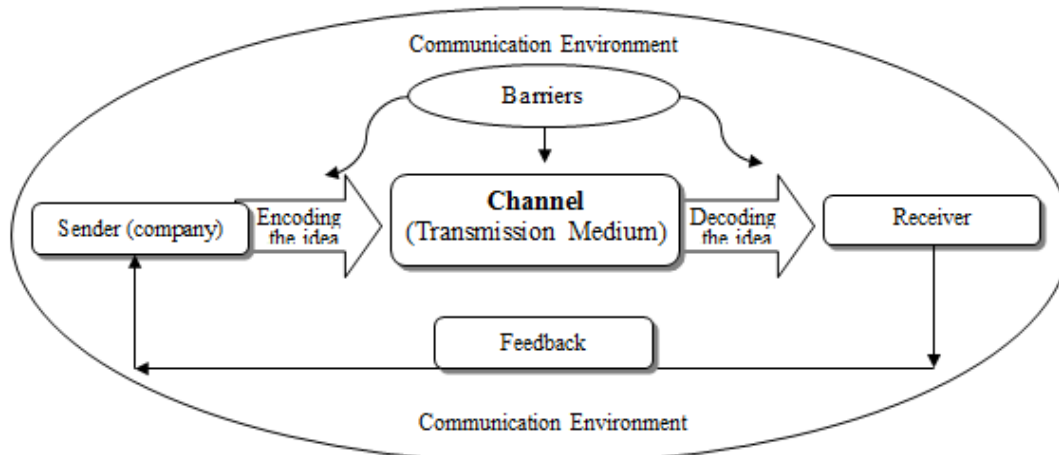 Communication Environment
Barriers
Sender (company)
Encoding
the idea
Channel
(Transmission Medium)
Decoding
the idea
Receiver
Feedback
Communication Environment